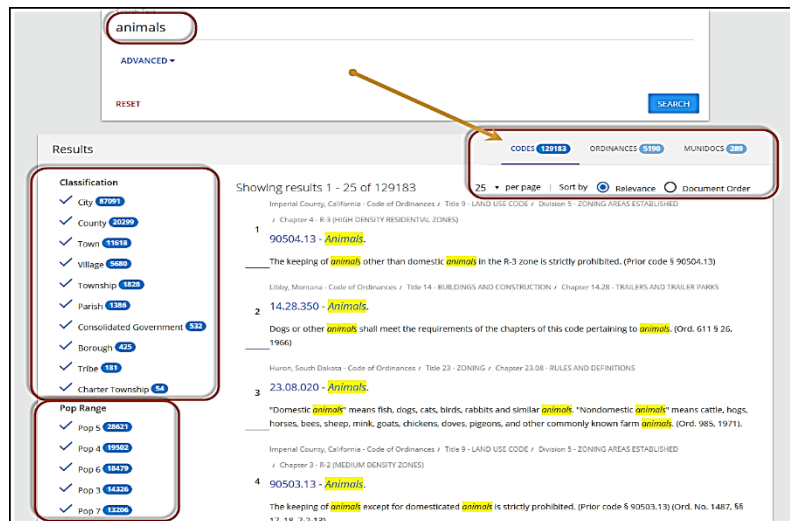 animals
ADVANCED
RESET
SEARCH
Results
CODES 129183 ORDINANCES 5190 MUNIDOCS 289
Classification
City 87091
County 20299
Town 11618
Village 5680
Township 1828
Parish 1386
Consolidated Government 532
Borough 425
Tribe 181
Charter Township 54
Pop Range
Pop 5 28621
Pop 4 19502
Pop 6 18479
Pop 3 14326
Pop 7 13206
Showing results 1 - 25 of 129183
25 per page | Sort by Relevance Document Order
Imperial County, California - Code of Ordinances / Title 9 - LAND USE CODE / Division 5 - ZONING AREAS ESTABLISHED
/ Chapter 4 - R-3 (HIGH DENSITY RESIDENTIAL ZONES)
1
90504.13 - Animals.
The keeping of animals other than domestic animals in the R-3 zone is strictly prohibited. (Prior code § 90504.13)
Libby, Montana - Code of Ordinances / Title 14 - BUILDINGS AND CONSTRUCTION / Chapter 14.28 - TRAILERS AND TRAILER PARKS
2 14.28.350 - Animals.
Dogs or other animals shall meet the requirements of the chapters of this code pertaining to animals. (Ord. 611 § 26,
1966)
Huron, South Dakota - Code of Ordinances / Title 23 - ZONING / Chapter 23.08 - RULES AND DEFINITIONS
3 23.08.020 - Animals.
"Domestic animals" means fish, dogs, cats, birds, rabbits and similar animals. "Nondomestic animals" means cattle, hogs,
horses, bees, sheep, mink, goats, chickens, doves, pigeons, and other commonly known farm animals. (Ord. 985, 1971).
Imperial County, California - Code of Ordinances / Title 9 - LAND USE CODE / Division 5 - ZONING AREAS ESTABLISHED
/ Chapter 3 - R-2 (MEDIUM DENSITY ZONES)
4 90503.13 - Animals.
The keeping of animals except for domesticated animals is strictly prohibited. (Prior code § 90503.13) (Ord. No. 1487, §§